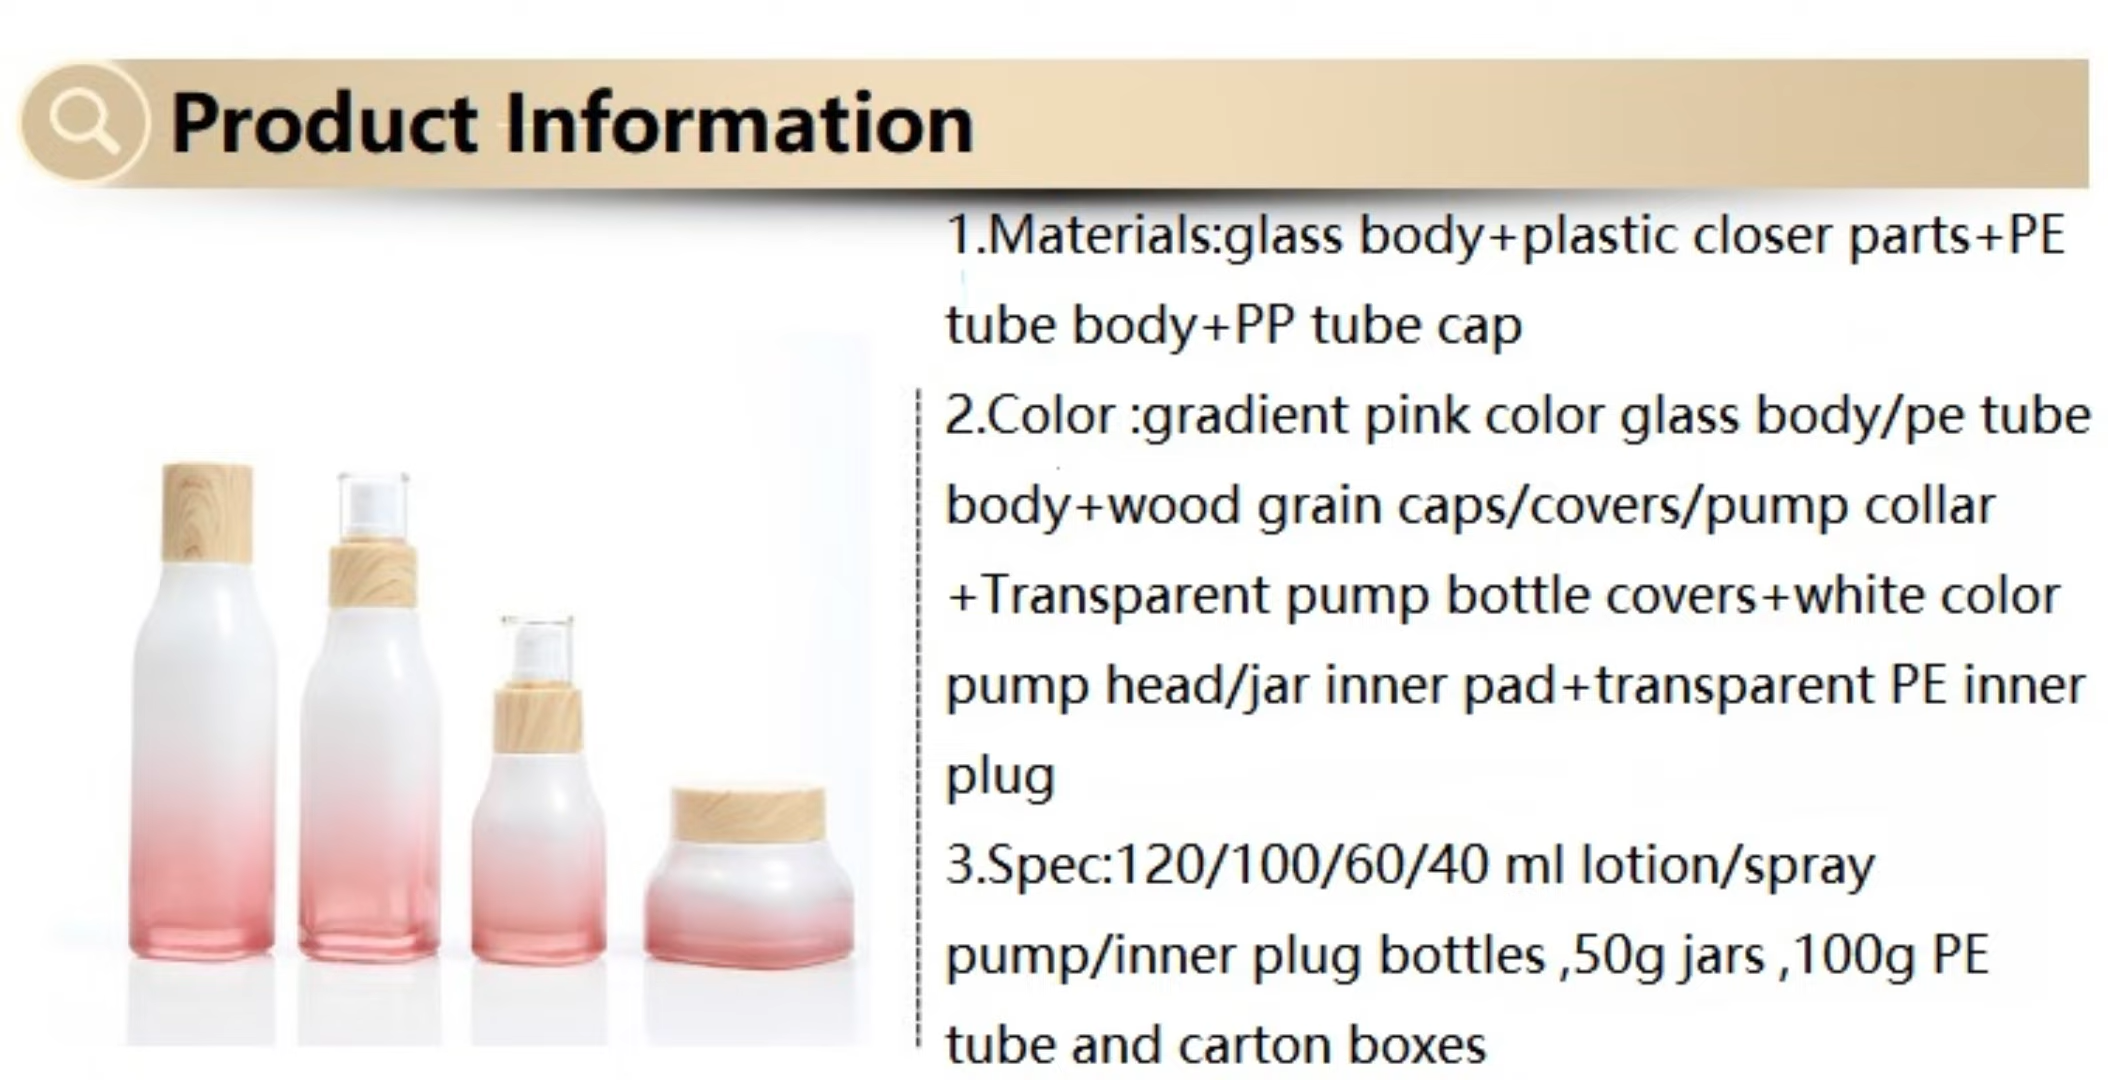 Product Information
1.Materials:glass body+plastic closer parts+PE
tube body+PP tube cap
2.Color :gradient pink color glass body/pe tube
body+wood grain caps/covers/pump collar
+Transparent pump bottle covers+white color
pump head/jar inner pad+transparent PE inner
plug
3.Spec:120/100/60/40 ml lotion/spray
pump/inner plug bottles ,50g jars ,100g PE
tube and carton boxes